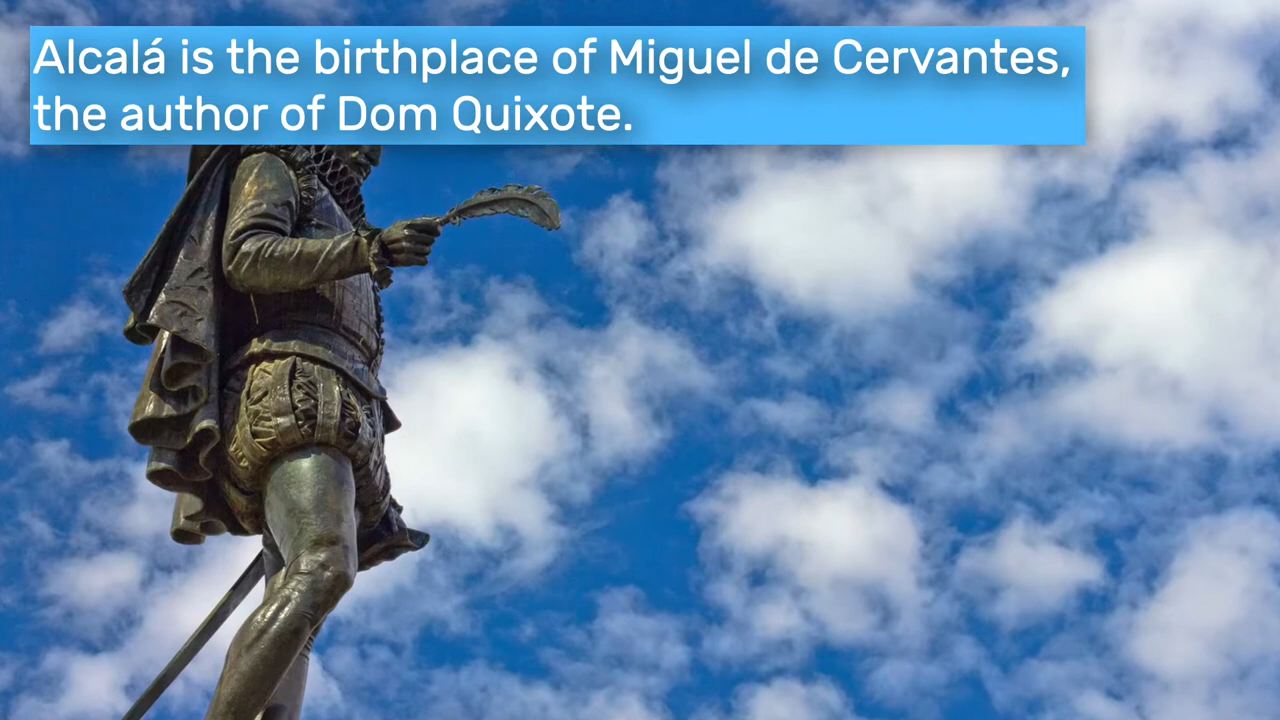 Alcalá is the birthplace of Miguel de Cervantes,
the author of Dom Quixote.